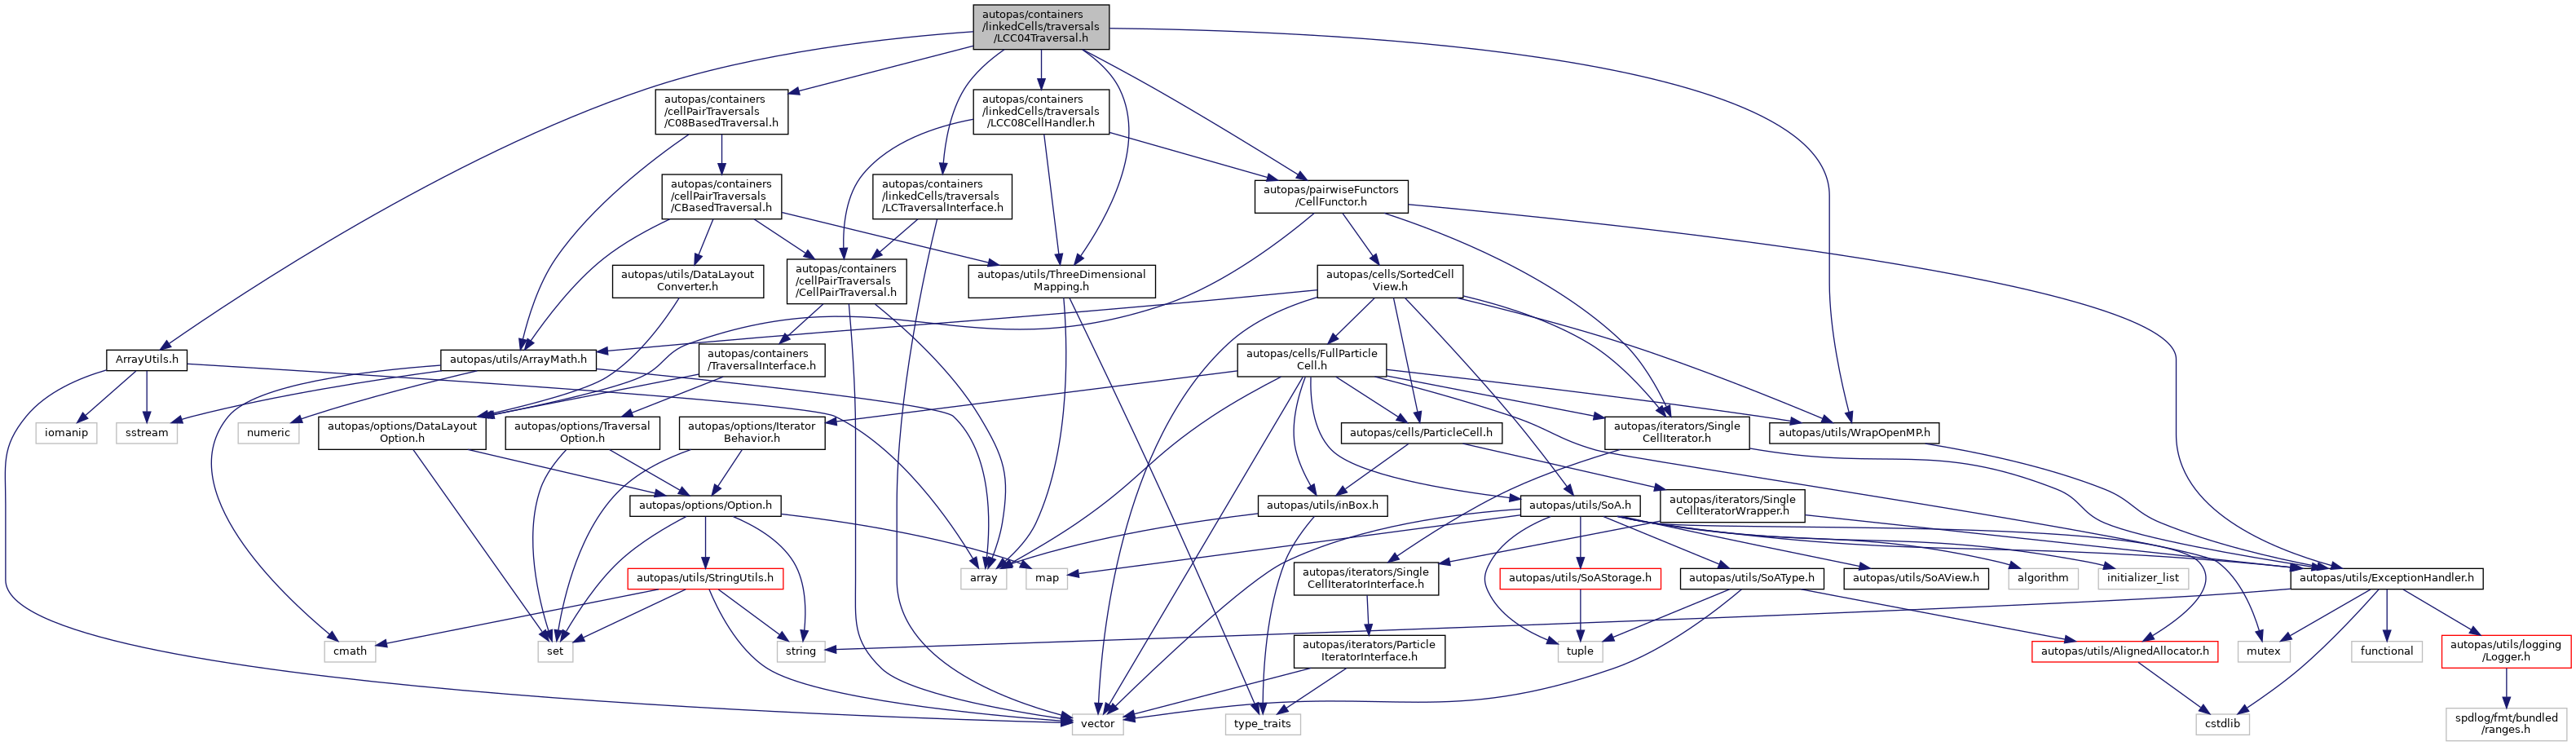 autopas/containers
/linkedCells/traversals
/LCC04Traversal.h
autopas/containers
/cellPairTraversals
/C08BasedTraversal.h
autopas/containers
/linkedCells/traversals
/LCC08CellHandler.h
autopas/containers
/cellPairTraversals
/CBasedTraversal.h
autopas/containers
/linkedCells/traversals
/LCTraversalInterface.h
autopas/pairwiseFunctors
/CellFunctor.h
autopas/utils/DataLayout
Converter.h
autopas/containers
/cellPairTraversals
/CellPairTraversal.h
autopas/utils/ThreeDimensional
Mapping.h
autopas/cells/SortedCell
View.h
ArrayUtils.h
autopas/utils/ArrayMath.h
autopas/containers
/TraversalInterface.h
autopas/cells/FullParticle
Cell.h
iomanip
sstream
numeric
autopas/options/DataLayout
Option.h
autopas/options/Traversal
Option.h
autopas/options/Iterator
Behavior.h
autopas/cells/ParticleCell.h
autopas/iterators/Single
CellIterator.h
autopas/utils/WrapOpenMP.h
autopas/options/Option.h
autopas/utils/inBox.h
autopas/utils/SoA.h
autopas/iterators/Single
CellIteratorWrapper.h
autopas/utils/StringUtils.h
array
map
autopas/iterators/Single
CellIteratorInterface.h
autopas/utils/SoAStorage.h
autopas/utils/SoAType.h
autopas/utils/SoAView.h
algorithm
initializer_list
autopas/utils/ExceptionHandler.h
cmath
set
string
autopas/iterators/Particle
IteratorInterface.h
tuple
autopas/utils/AlignedAllocator.h
mutex
functional
autopas/utils/logging
/Logger.h
vector
type_traits
cstdlib
spdlog/fmt/bundled
/ranges.h